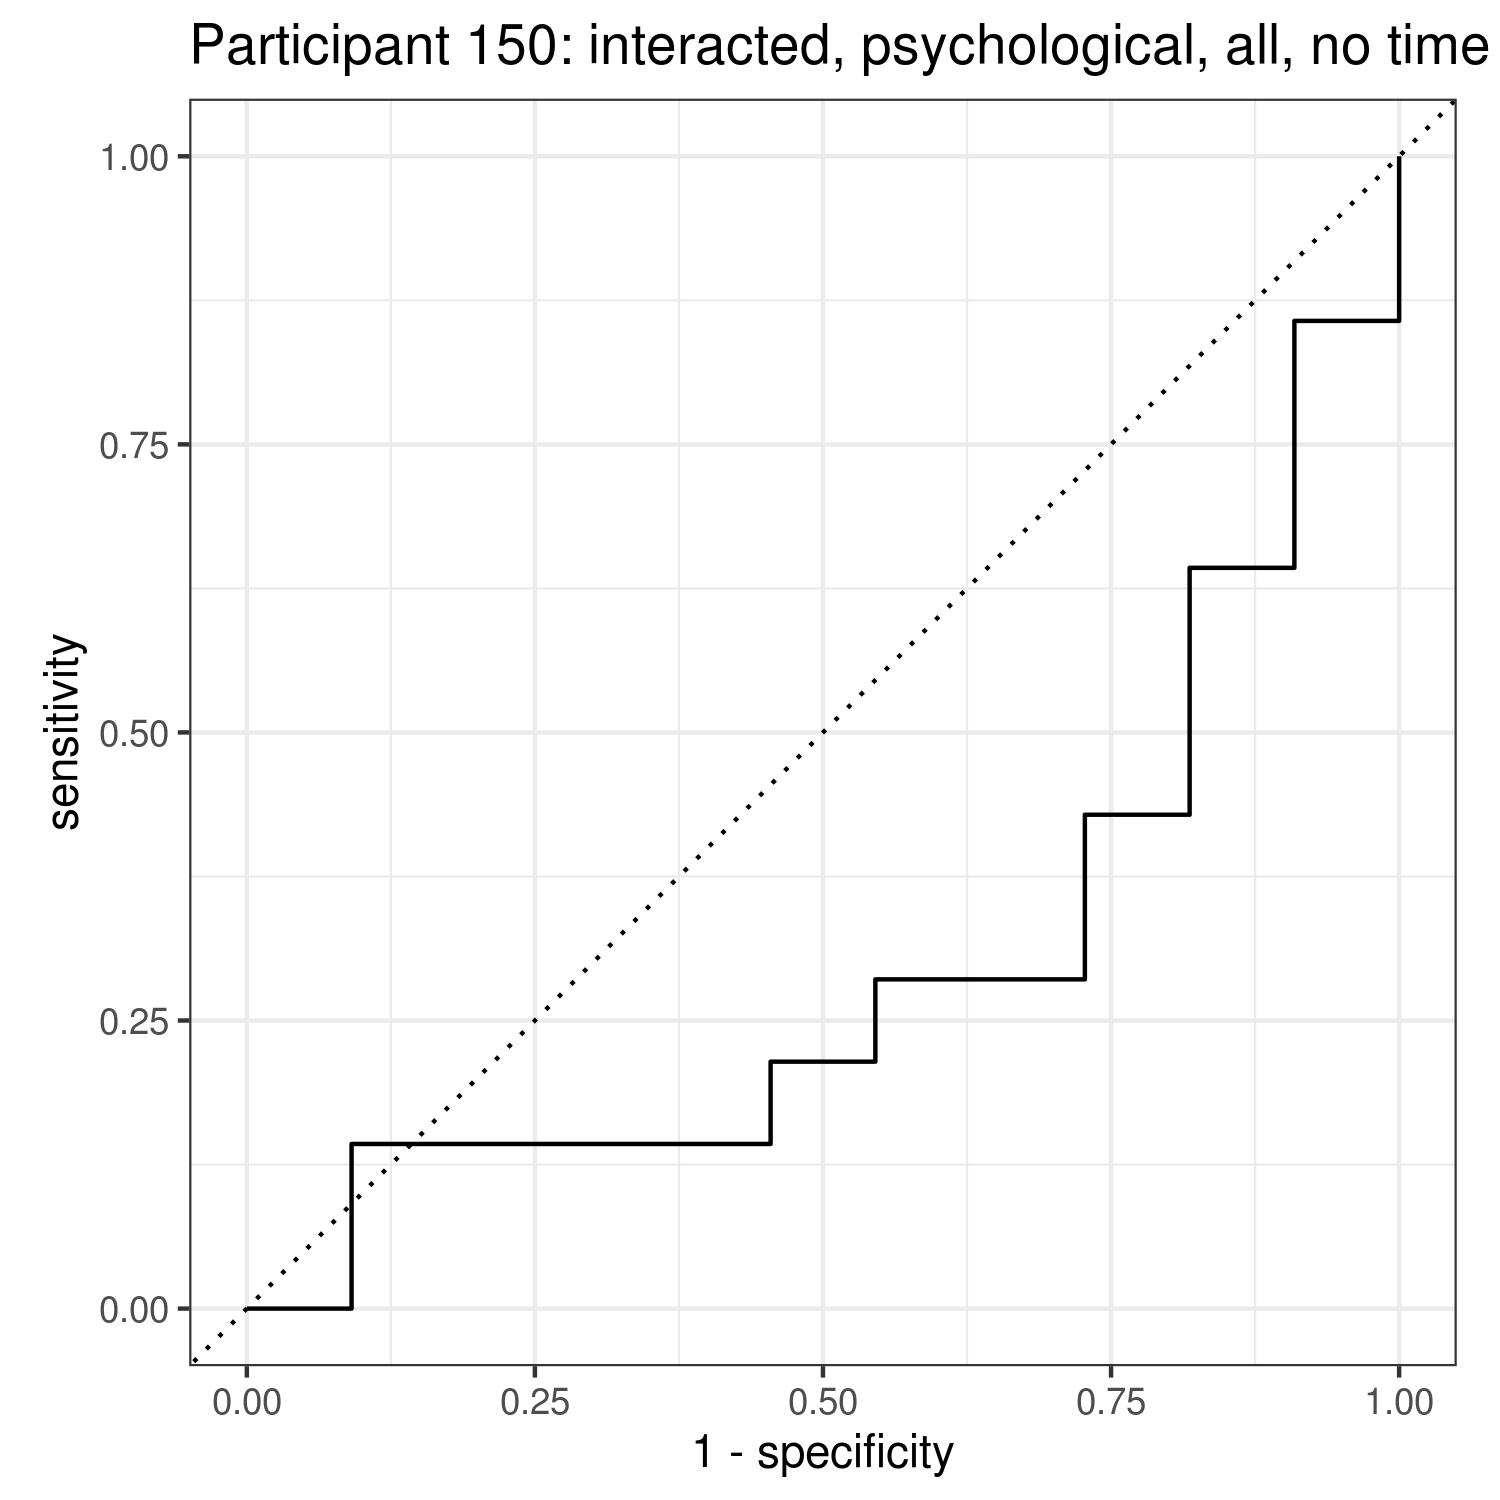 Participant 150: interacted, psychological, all, no time
1.00
0.75
0.50
0.25
0.00
sensitivity
0.00 0.25 0.50 0.75 1.00
1 - specificity